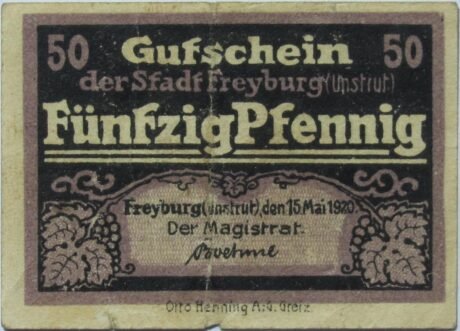 50 Gutschein 50
der Stadt Freyburg (Unstrut)
Fünfzig Pfennig
Freyburg (Unstrut), den 15. Mai 1920.
Der Magistrat.
Otto Henning A.-G. Greiz.